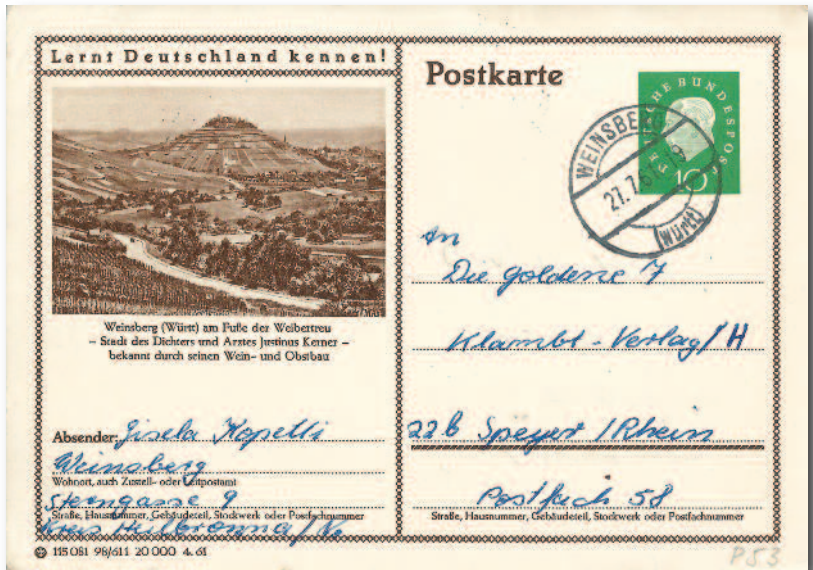 Lernt Deutschland kennen!
Postkarte
DEUTSCHE BUNDESPOST
10
WEINSBERG
27.7.61
(Württ)
Weinsberg (Württ) am Fuße der Weibertreu
– Stadt des Dichters und Arztes Justinus Kerner –
bekannt durch seinen Wein- und Obstbau
Absender: Gisela Kopetti
Weinsberg
Wohnort, auch Zustell- oder Leitpostamt
Sterngasse 9
Straße, Hausnummer, Gebäudeteil, Stockwerk oder Postfachnummer
Kreis Heilbronn
115 081 98/611 20 000 4. 61
An
Die goldene 7
Klambt-Verlag/H
22b Speyer /Rhein
Postfach 58
Straße, Hausnummer, Gebäudeteil, Stockwerk oder Postfachnummer
P53